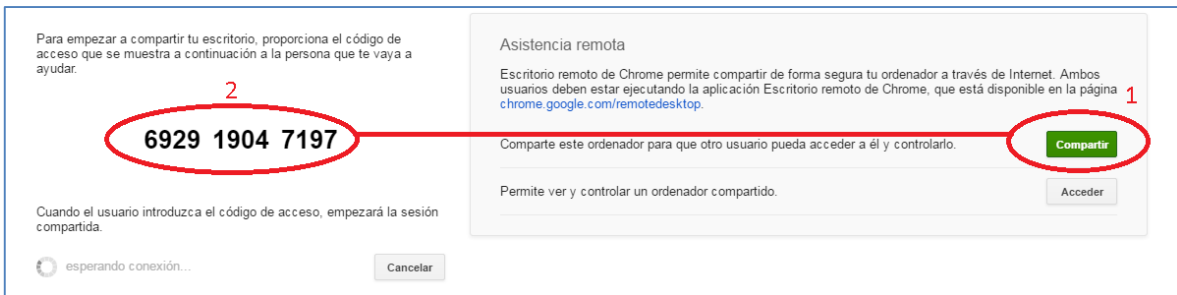 Para empezar a compartir tu escritorio, proporciona el código de
acceso que se muestra a continuación a la persona que te vaya a
ayudar.
2
6929 1904 7197
Cuando el usuario introduzca el código de acceso, empezará la sesión
compartida.
esperando conexión...
Cancelar
Asistencia remota
Escritorio remoto de Chrome permite compartir de forma segura tu ordenador a través de Internet. Ambos
usuarios deben estar ejecutando la aplicación Escritorio remoto de Chrome, que está disponible en la página
chrome.google.com/remotedesktop.
1
Comparte este ordenador para que otro usuario pueda acceder a él y controlarlo.
Compartir
Permite ver y controlar un ordenador compartido.
Acceder